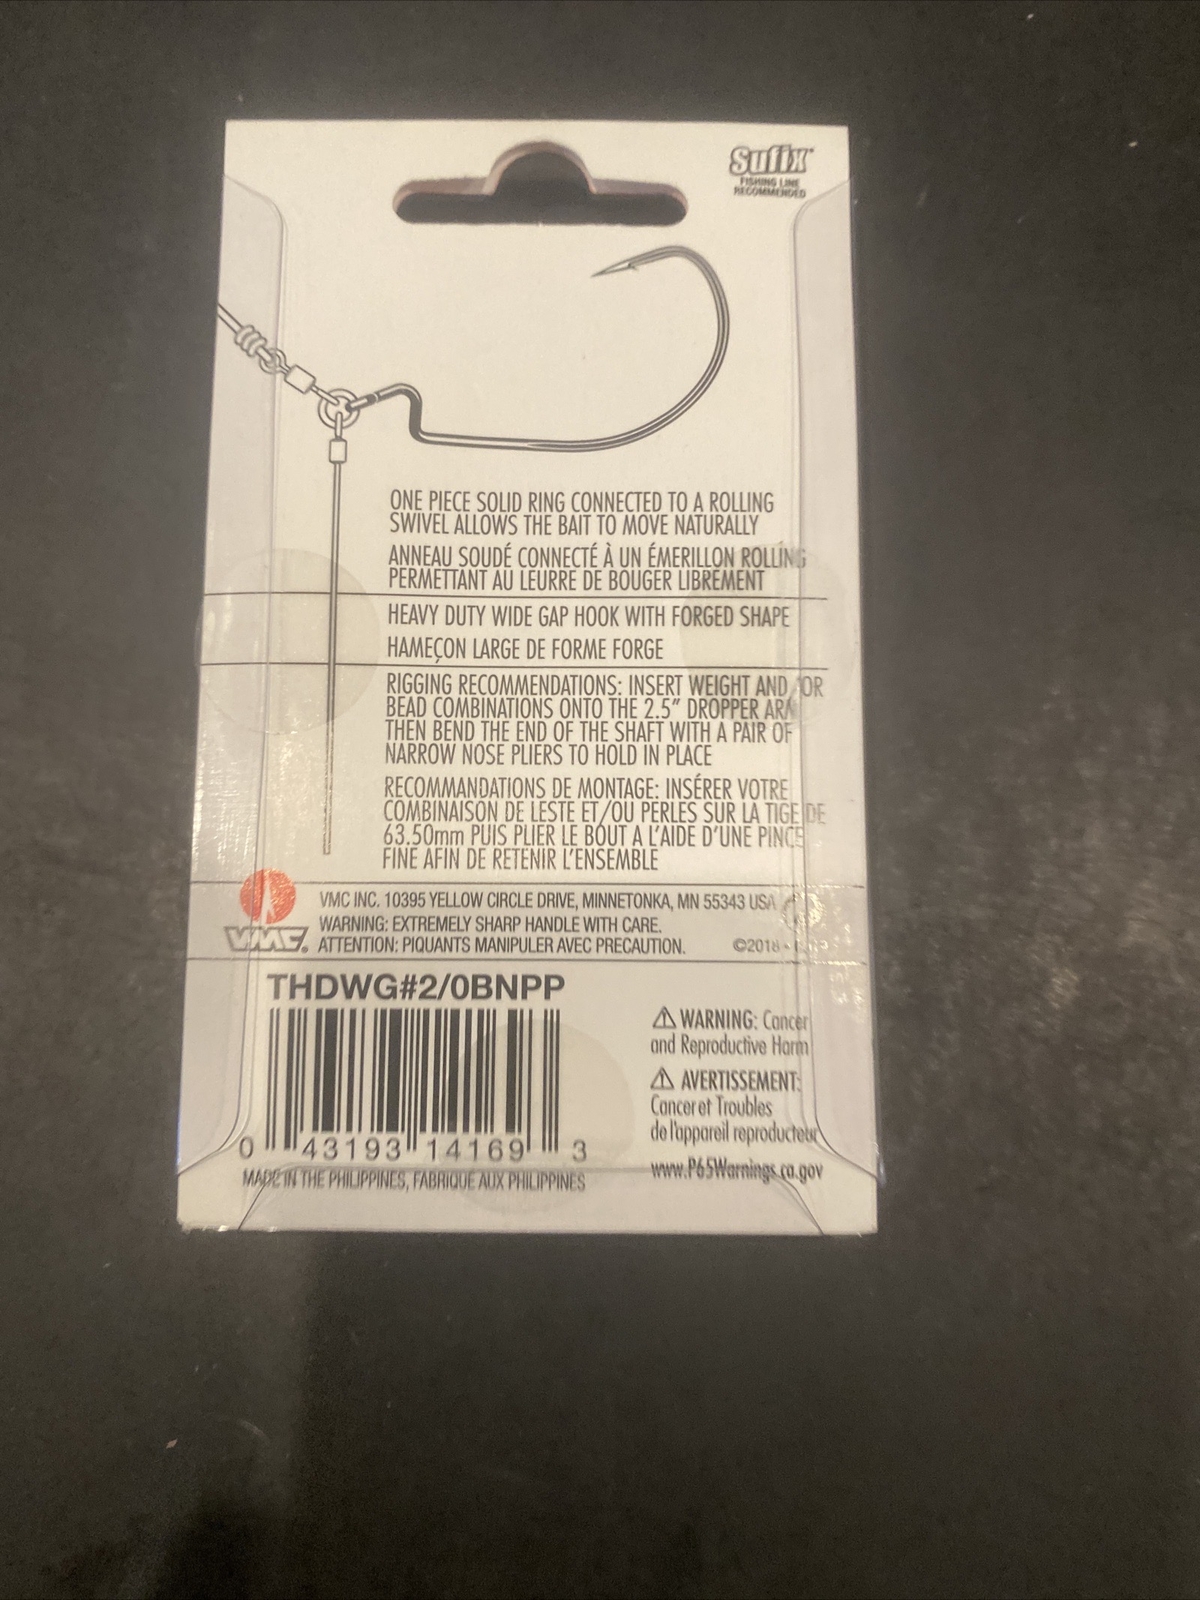 Sufix™
FISHING LINE
RECOMMENDED
ONE PIECE SOLID RING CONNECTED TO A ROLLING
SWIVEL ALLOWS THE BAIT TO MOVE NATURALLY
ANNEAU SOUDÉ CONNECTÉ À UN ÉMERILLON ROLLING
PERMETTANT AU LEURRE DE BOUGER LIBREMENT
HEAVY DUTY WIDE GAP HOOK WITH FORGED SHAPE
HAMEÇON LARGE DE FORME FORGE
RIGGING RECOMMENDATIONS: INSERT WEIGHT AND/OR
BEAD COMBINATIONS ONTO THE 2.5" DROPPER ARM
THEN BEND THE END OF THE SHAFT WITH A PAIR OF
NARROW NOSE PLIERS TO HOLD IN PLACE
RECOMMANDATIONS DE MONTAGE: INSÉRER VOTRE
COMBINAISON DE LESTE ET/OU PERLES SUR LA TIGE DE
63.50mm PUIS PLIER LE BOUT A L'AIDE D'UNE PINCE
FINE AFIN DE RETENIR L'ENSEMBLE
VMC INC. 10395 YELLOW CIRCLE DRIVE, MINNETONKA, MN 55343 USA
WARNING: EXTREMELY SHARP HANDLE WITH CARE.
VMC® ATTENTION: PIQUANTS MANIPULER AVEC PRECAUTION. ©2018
THDWG#2/0BNPP
0 43193 14169 3
MADE IN THE PHILIPPINES, FABRIQUÉ AUX PHILIPPINES
⚠ WARNING: Cancer
and Reproductive Harm
⚠ AVERTISSEMENT:
Cancer et Troubles
de l'appareil reproducteur
www.P65Warnings.ca.gov